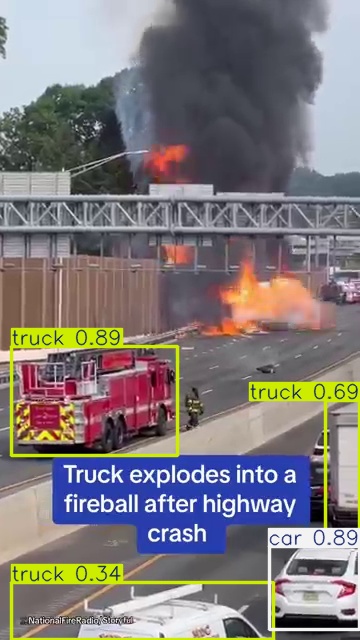 truck 0.89
truck 0.69
Truck explodes into a
fireball after highway
crash
car 0.89
truck 0.34
NationalFireRadio/Storyful